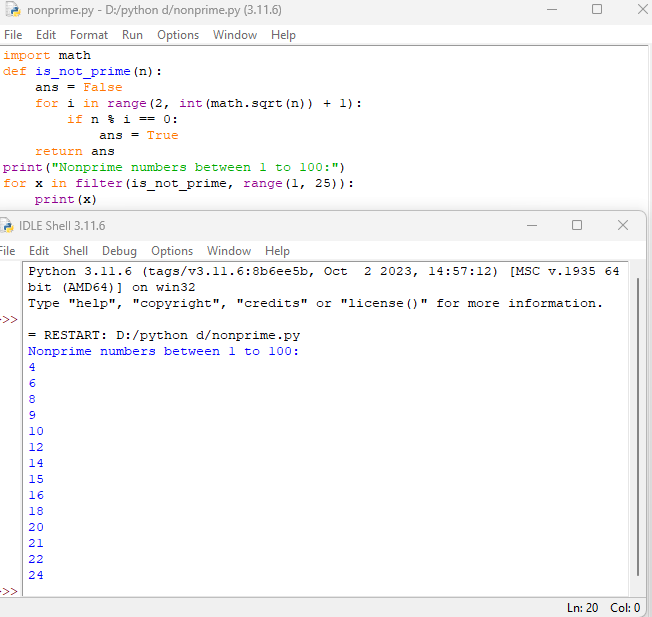 nonprime.py - D:/python d/nonprime.py (3.11.6)
File Edit Format Run Options Window Help
import math
def is_not_prime(n):
    ans = False
    for i in range(2, int(math.sqrt(n)) + 1):
        if n % i == 0:
            ans = True
    return ans
print("Nonprime numbers between 1 to 100:")
for x in filter(is_not_prime, range(1, 25)):
    print(x)
IDLE Shell 3.11.6
File Edit Shell Debug Options Window Help
Python 3.11.6 (tags/v3.11.6:8b6ee5b, Oct  2 2023, 14:57:12) [MSC v.1935 64
bit (AMD64)] on win32
Type "help", "copyright", "credits" or "license()" for more information.
>>>
= RESTART: D:/python d/nonprime.py
Nonprime numbers between 1 to 100:
4
6
8
9
10
12
14
15
16
18
20
21
22
24
>>>
Ln: 20 Col: 0